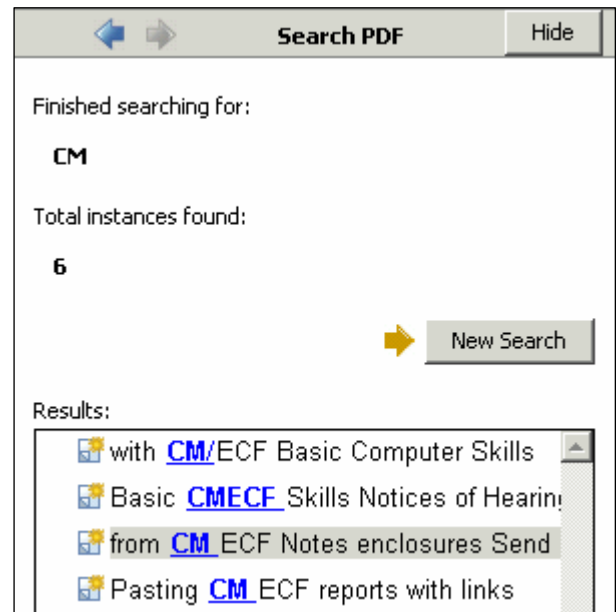 Search PDF Hide
Finished searching for:
CM
Total instances found:
6
New Search
Results:
with CM/ECF Basic Computer Skills
Basic CMECF Skills Notices of Hearing
from CM ECF Notes enclosures Send
Pasting CM ECF reports with links